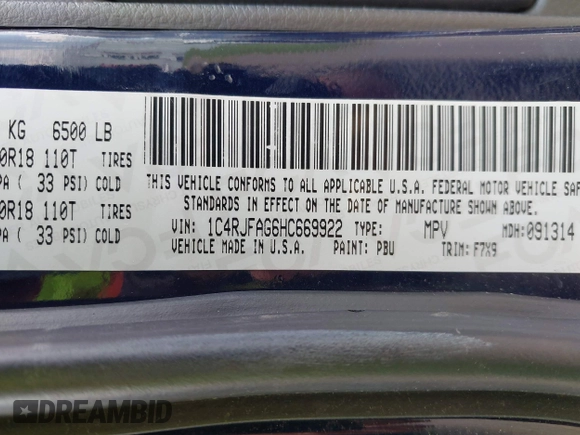 KG 6500 LB
0R18 110T TIRES
PA ( 33 PSI) COLD
0R18 110T TIRES
PA ( 33 PSI) COLD
THIS VEHICLE CONFORMS TO ALL APPLICABLE U.S.A. FEDERAL MOTOR VEHICLE SAFE
STANDARDS IN EFFECT ON THE DATE OF MANUFACTURE SHOWN ABOVE.
VIN: 1C4RJFAG6HC669922 TYPE: MPV MDH: 091314
VEHICLE MADE IN U.S.A. PAINT: PBU TRIM: F7X9
DREAMBID